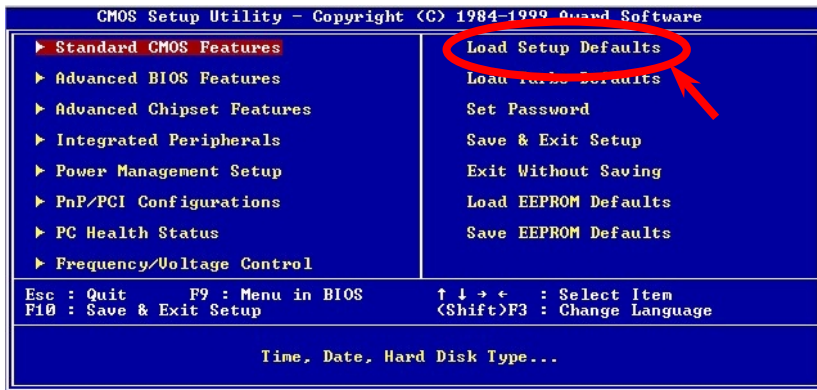 CMOS Setup Utility - Copyright (C) 1984-1999 Award Software
▶ Standard CMOS Features
▶ Advanced BIOS Features
▶ Advanced Chipset Features
▶ Integrated Peripherals
▶ Power Management Setup
▶ PnP/PCI Configurations
▶ PC Health Status
▶ Frequency/Voltage Control
Load Setup Defaults
Load Turbo Defaults
Set Password
Save & Exit Setup
Exit Without Saving
Load EEPROM Defaults
Save EEPROM Defaults
Esc : Quit F9 : Menu in BIOS ↑ ↓ → ← : Select Item
F10 : Save & Exit Setup (Shift)F3 : Change Language
Time, Date, Hard Disk Type...